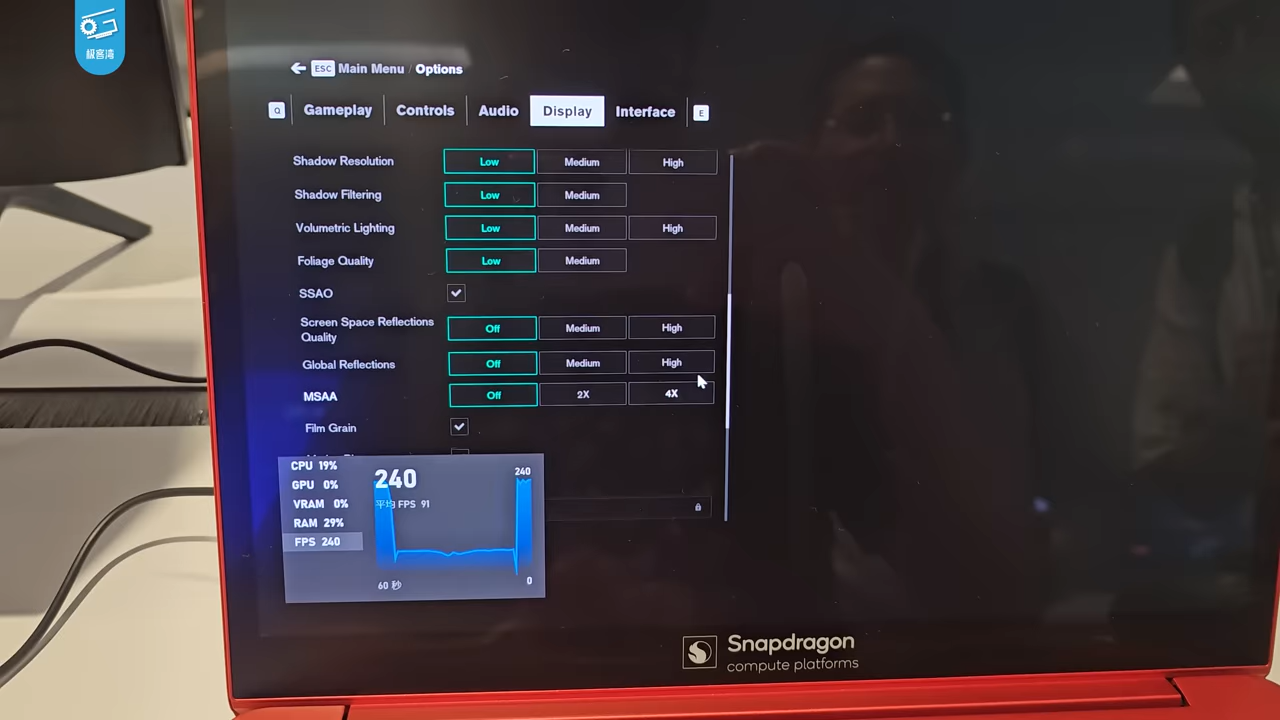 极客湾
ESC Main Menu / Options
Q Gameplay Controls Audio Display Interface E
Shadow Resolution Low Medium High
Shadow Filtering Low Medium
Volumetric Lighting Low Medium High
Foliage Quality Low Medium
SSAO
Screen Space Reflections Quality Off Medium High
Global Reflections Off Medium High
MSAA Off 2X 4X
Film Grain
CPU 19%
GPU 0%
VRAM 0%
RAM 29%
FPS 240
240
240
平均 FPS 91
60 秒
0
Snapdragon
compute platforms